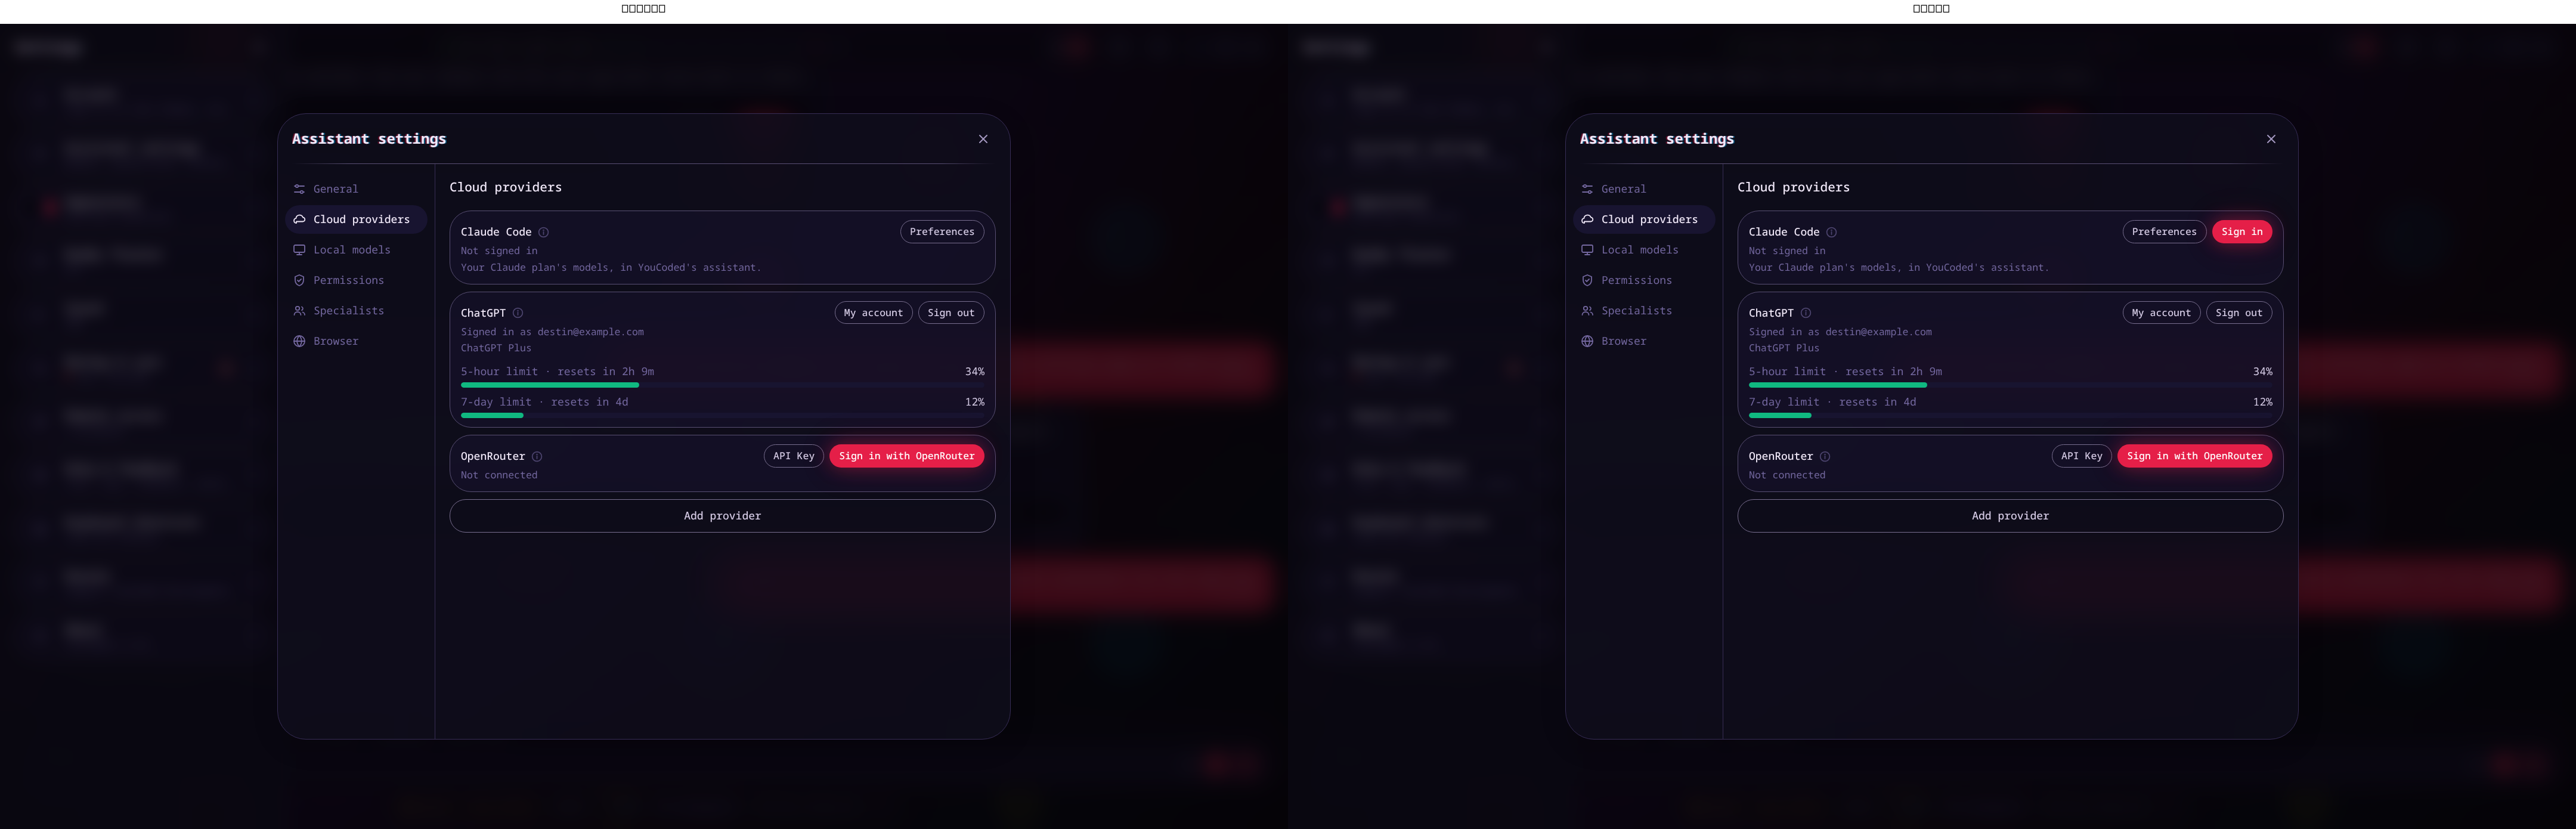 Assistant settings
General
Cloud providers
Local models
Permissions
Specialists
Browser
Cloud providers
Claude Code
Preferences
Not signed in
Your Claude plan's models, in YouCoded's assistant.
ChatGPT
My account
Sign out
Signed in as destin@example.com
ChatGPT Plus
5-hour limit · resets in 2h 9m
34%
7-day limit · resets in 4d
12%
OpenRouter
API Key
Sign in with OpenRouter
Not connected
Add provider
Assistant settings
General
Cloud providers
Local models
Permissions
Specialists
Browser
Cloud providers
Claude Code
Preferences
Sign in
Not signed in
Your Claude plan's models, in YouCoded's assistant.
ChatGPT
My account
Sign out
Signed in as destin@example.com
ChatGPT Plus
5-hour limit · resets in 2h 9m
34%
7-day limit · resets in 4d
12%
OpenRouter
API Key
Sign in with OpenRouter
Not connected
Add provider